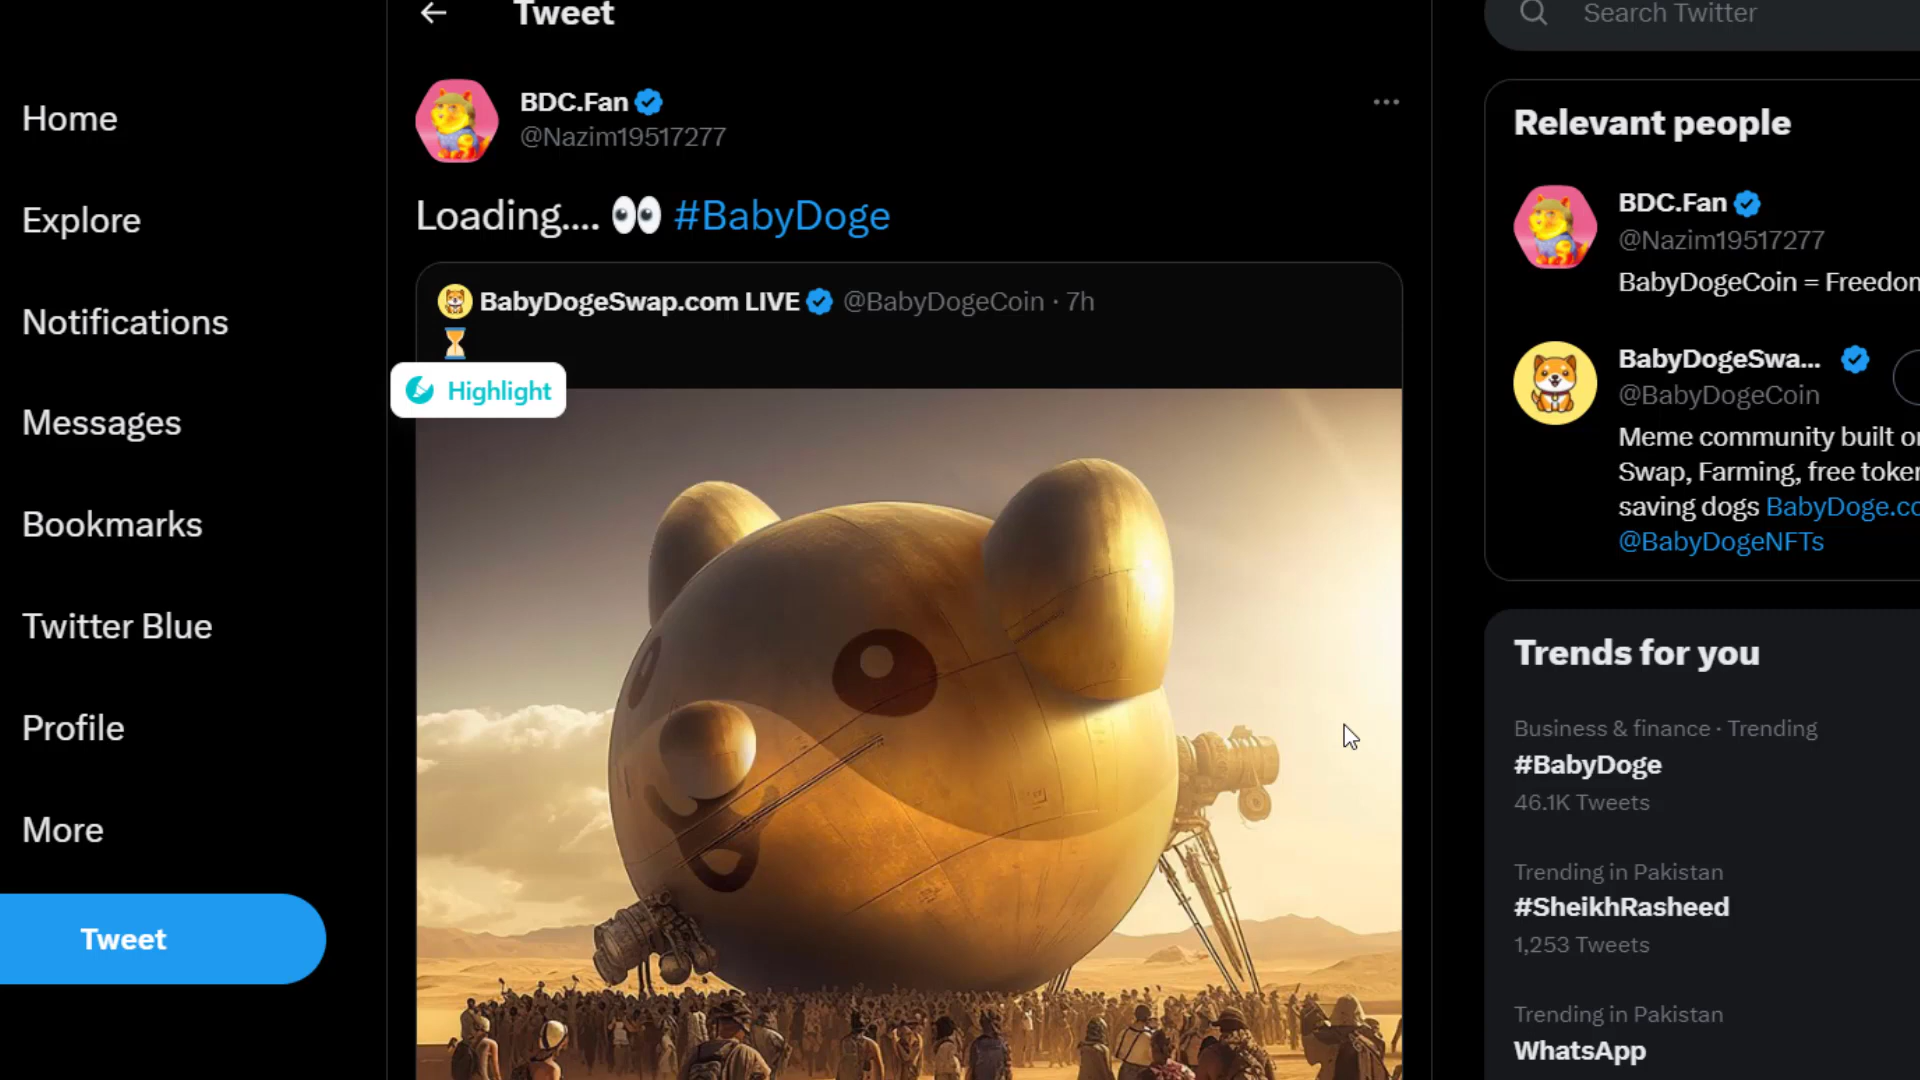 Tweet
Search Twitter
Home
Explore
Notifications
Messages
Bookmarks
Twitter Blue
Profile
More
Tweet
BDC.Fan
@Nazim19517277
Loading.... 👀 #BabyDoge
BabyDogeSwap.com LIVE @BabyDogeCoin · 7h
⏳
Highlight
Relevant people
BDC.Fan
@Nazim19517277
BabyDogeCoin = Freedom
BabyDogeSwa...
@BabyDogeCoin
Meme community built
Swap, Farming, free
saving dogs BabyDoge.co
@BabyDogeNFTs
Trends for you
Business & finance · Trending
#BabyDoge
46.1K Tweets
Trending in Pakistan
#SheikhRasheed
1,253 Tweets
Trending in Pakistan
WhatsApp